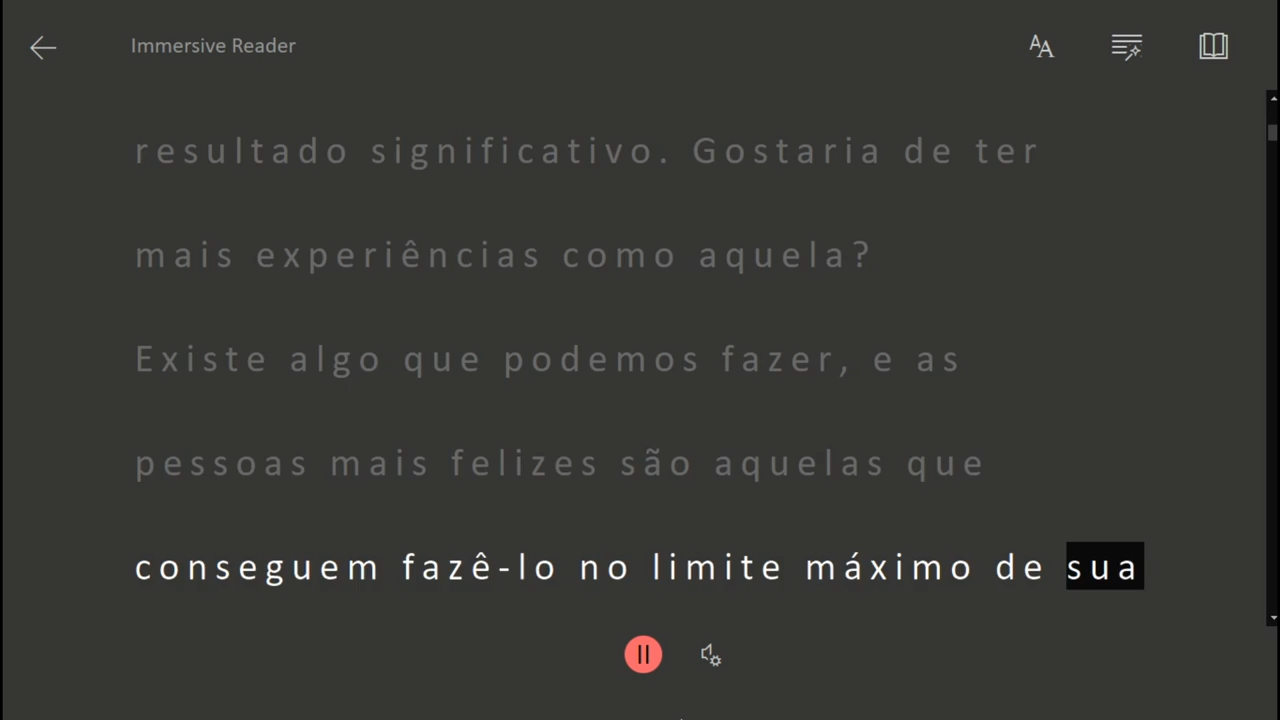 Immersive Reader
resultado significativo. Gostaria de ter
mais experiências como aquela?
Existe algo que podemos fazer, e as
pessoas mais felizes são aquelas que
conseguem fazê-lo no limite máximo de sua